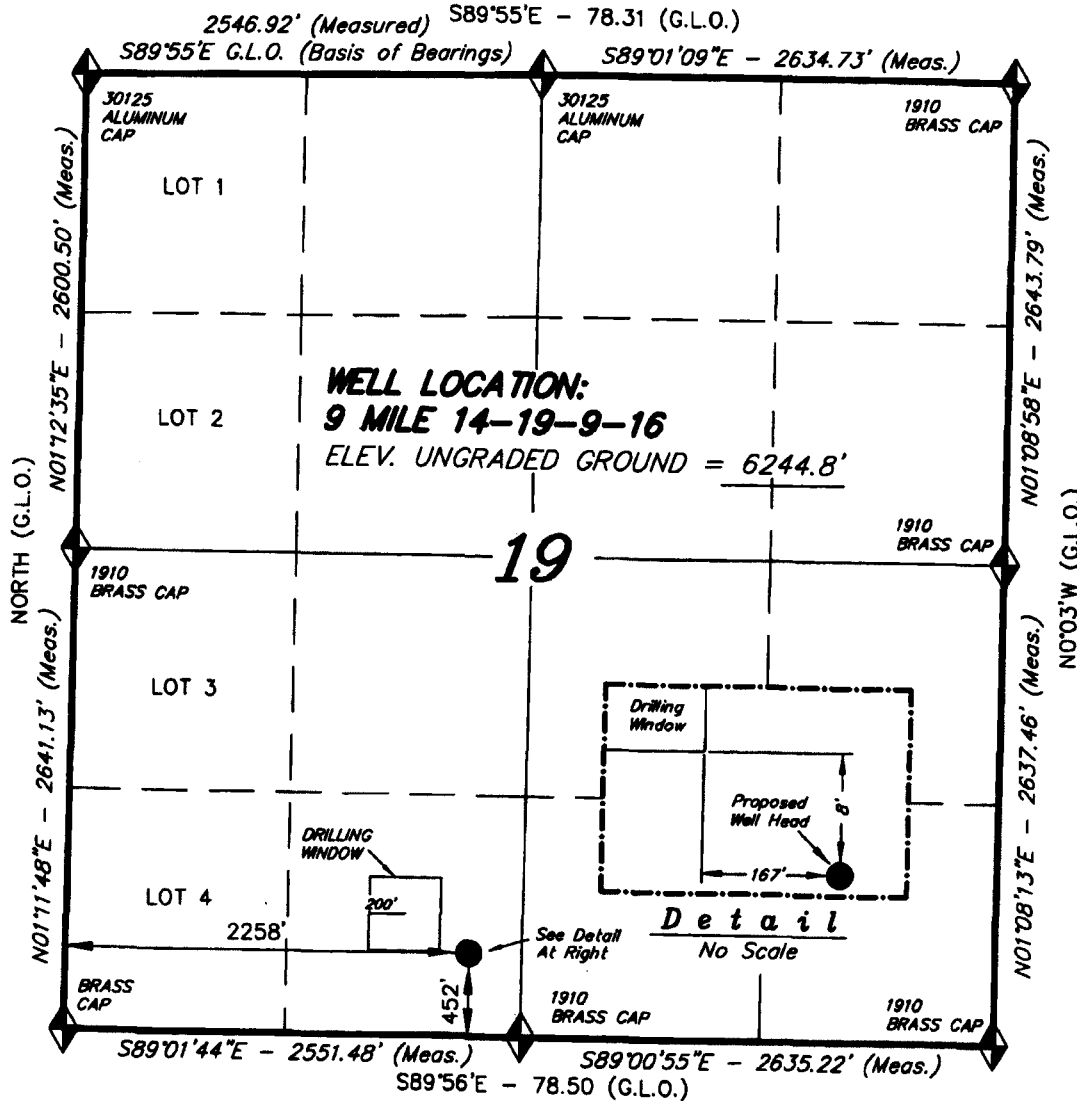 S89°55'E - 78.31 (G.L.O.)
2546.92' (Measured)
S89°55'E G.L.O. (Basis of Bearings)
S89°01'09"E - 2634.73' (Meas.)
30125
ALUMINUM
CAP
30125
ALUMINUM
CAP
1910
BRASS CAP
LOT 1
N01°12'35"E - 2600.50' (Meas.)
N01°08'58"E - 2643.79' (Meas.)
WELL LOCATION:
9 MILE 14-19-9-16
ELEV. UNGRADED GROUND = 6244.8'
LOT 2
NORTH (G.L.O.)
N0°03'W (G.L.O.)
1910
BRASS CAP
19
1910
BRASS CAP
LOT 3
N01°11'48"E - 2641.13' (Meas.)
N01°08'13"E - 2637.46' (Meas.)
Drilling
Window
Proposed
Well Head
8'
167'
Detail
No Scale
DRILLING
WINDOW
LOT 4
200'
2258'
See Detail
At Right
452'
BRASS
CAP
1910
BRASS CAP
1910
BRASS CAP
S89°01'44"E - 2551.48' (Meas.)
S89°00'55"E - 2635.22' (Meas.)
S89°56'E - 78.50 (G.L.O.)